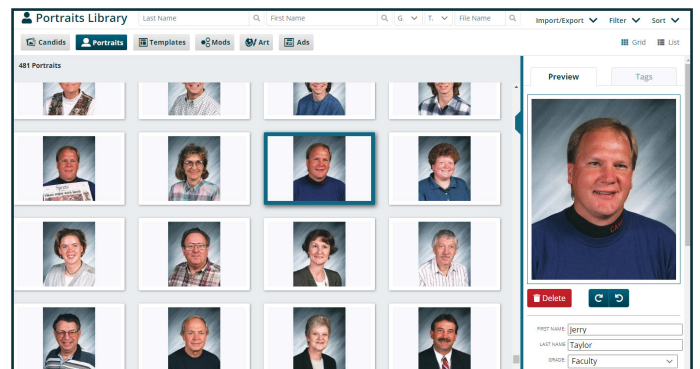 Portraits Library Last Name First Name G. T. File Name Import/Export Filter Sort
Candids Portraits Templates Mods Art Ads Grid List
481 Portraits
Preview Tags
Delete
FIRST NAME: Jerry
LAST NAME: Taylor
GRADE: Faculty